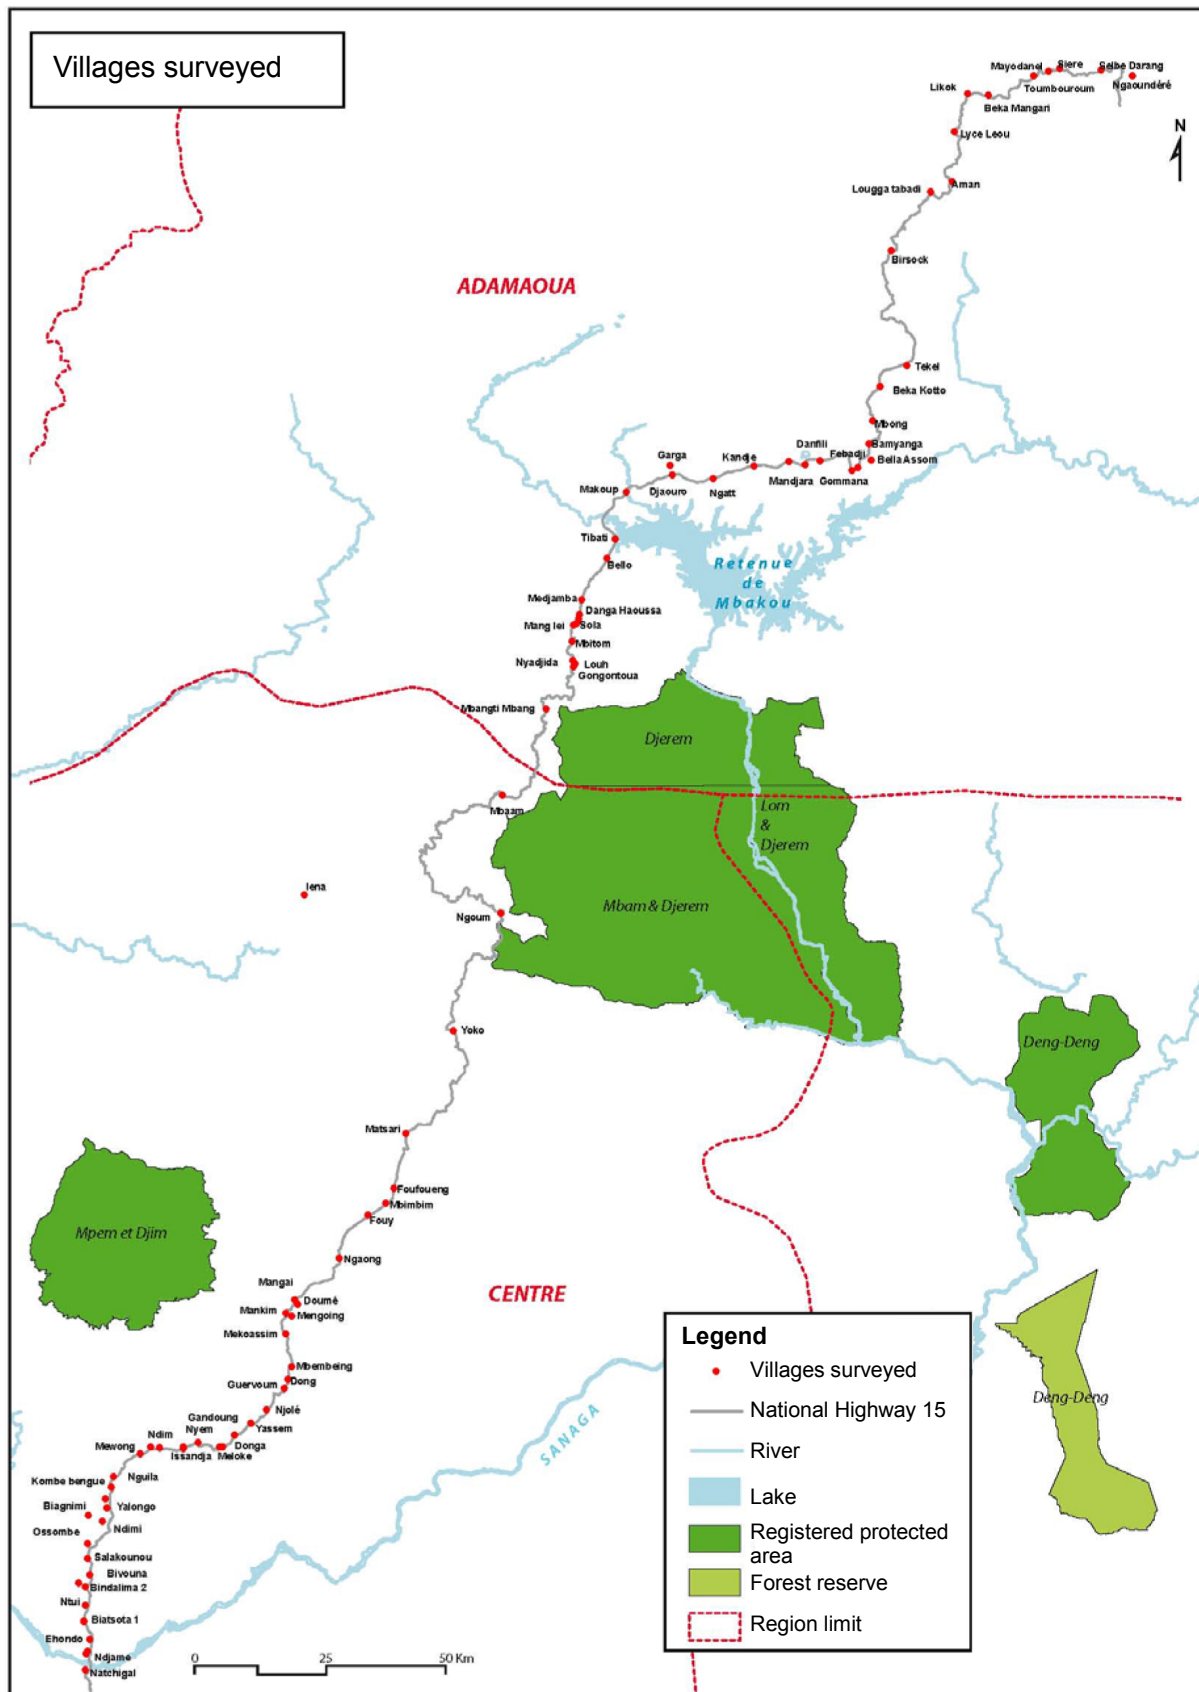 Villages surveyed
Mayodanel
Siere
Selbe Darang
Toumbouroum
Ngaoundéré
Likok
Beka Mangari
N
Lyce Leou
Aman
Lougga tabadi
Birsock
ADAMAOUA
Tekel
Beka Kotto
Mbong
Bamyanga
Danfili
Febadji
Bella Assom
Garga
Kandje
Mandjara
Gommana
Makoup
Djaouro
Ngatt
Tibati
Bello
Retenue
de
Mbakou
Medjamba
Danga Haoussa
Mang lei
Sola
Mbitom
Nyadjida
Louh
Gongontoua
Mbangti Mbang
Djerem
Mbaam
Lom
&
Djerem
Iena
Mbam & Djerem
Ngoum
Yoko
Deng-Deng
Matsari
Foufoueng
Mbimbim
Fouy
Mpem et Djim
Ngaong
Mangai
Doumé
CENTRE
Mankim
Mengoing
Mekoassim
Mbembeing
Dong
Guervoum
Deng-Deng
Njolé
Gandoung
Yassem
Nyem
Ndim
Donga
Mewong
Issandja
Meloke
SANAGA
Nguila
Kombe bengue
Biagnimi
Yalongo
Ndimi
Ossombe
Salakounou
Bivouna
Bindalima 2
Ntui
Biatsota 1
Ehondo
Ndjame
Natchigal
0
25
50 Km
Legend
Villages surveyed
National Highway 15
River
Lake
Registered protected
area
Forest reserve
Region limit